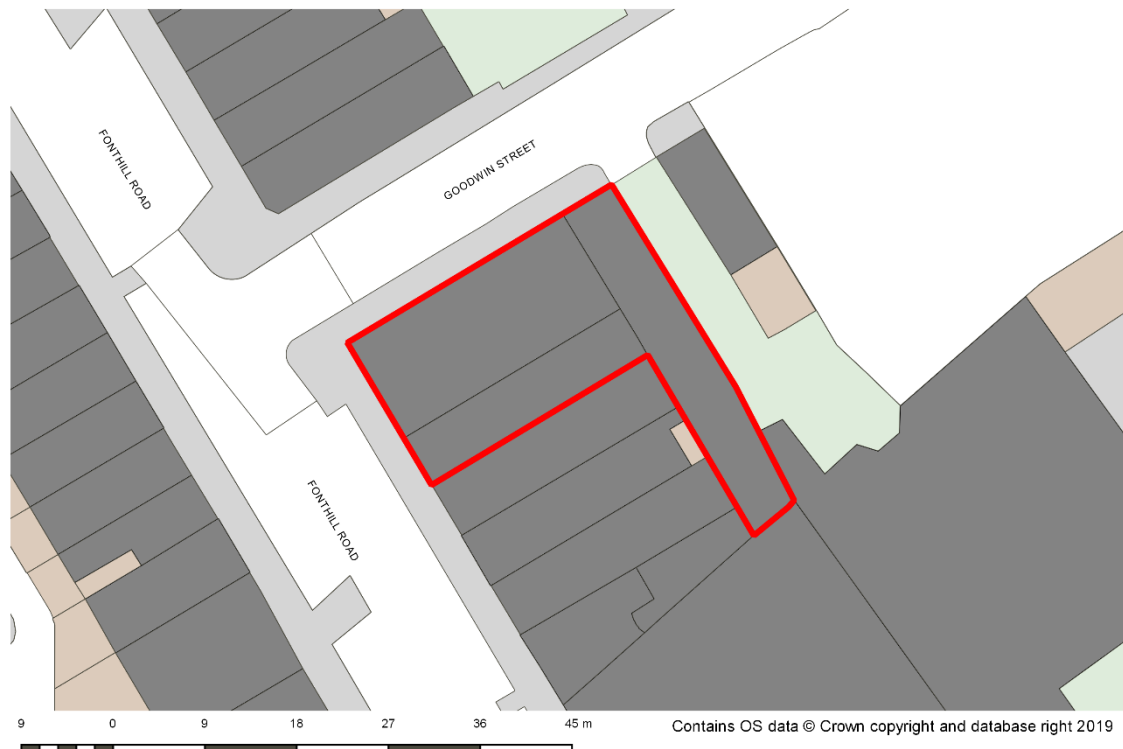 FONTHILL ROAD
GOODWIN STREET
FONTHILL ROAD
9 0 9 18 27 36 45 m
Contains OS data © Crown copyright and database right 2019